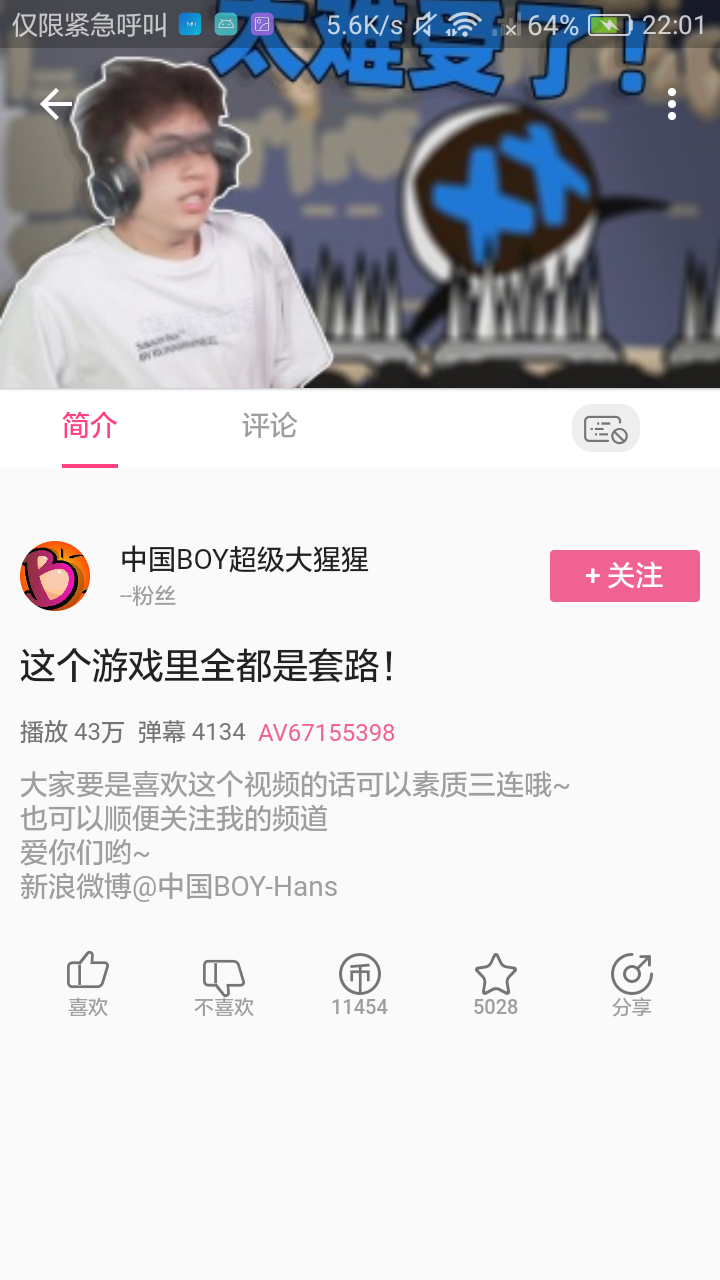 仅限紧急呼叫 5.6K/s 64% 22:01
太难受了!
简介 评论
中国BOY超级大猩猩
--粉丝
+ 关注
这个游戏里全都是套路！
播放 43万 弹幕 4134 AV67155398
大家要是喜欢这个视频的话可以素质三连哦~
也可以顺便关注我的频道
爱你们哟~
新浪微博@中国BOY-Hans
喜欢 不喜欢 11454 5028 分享